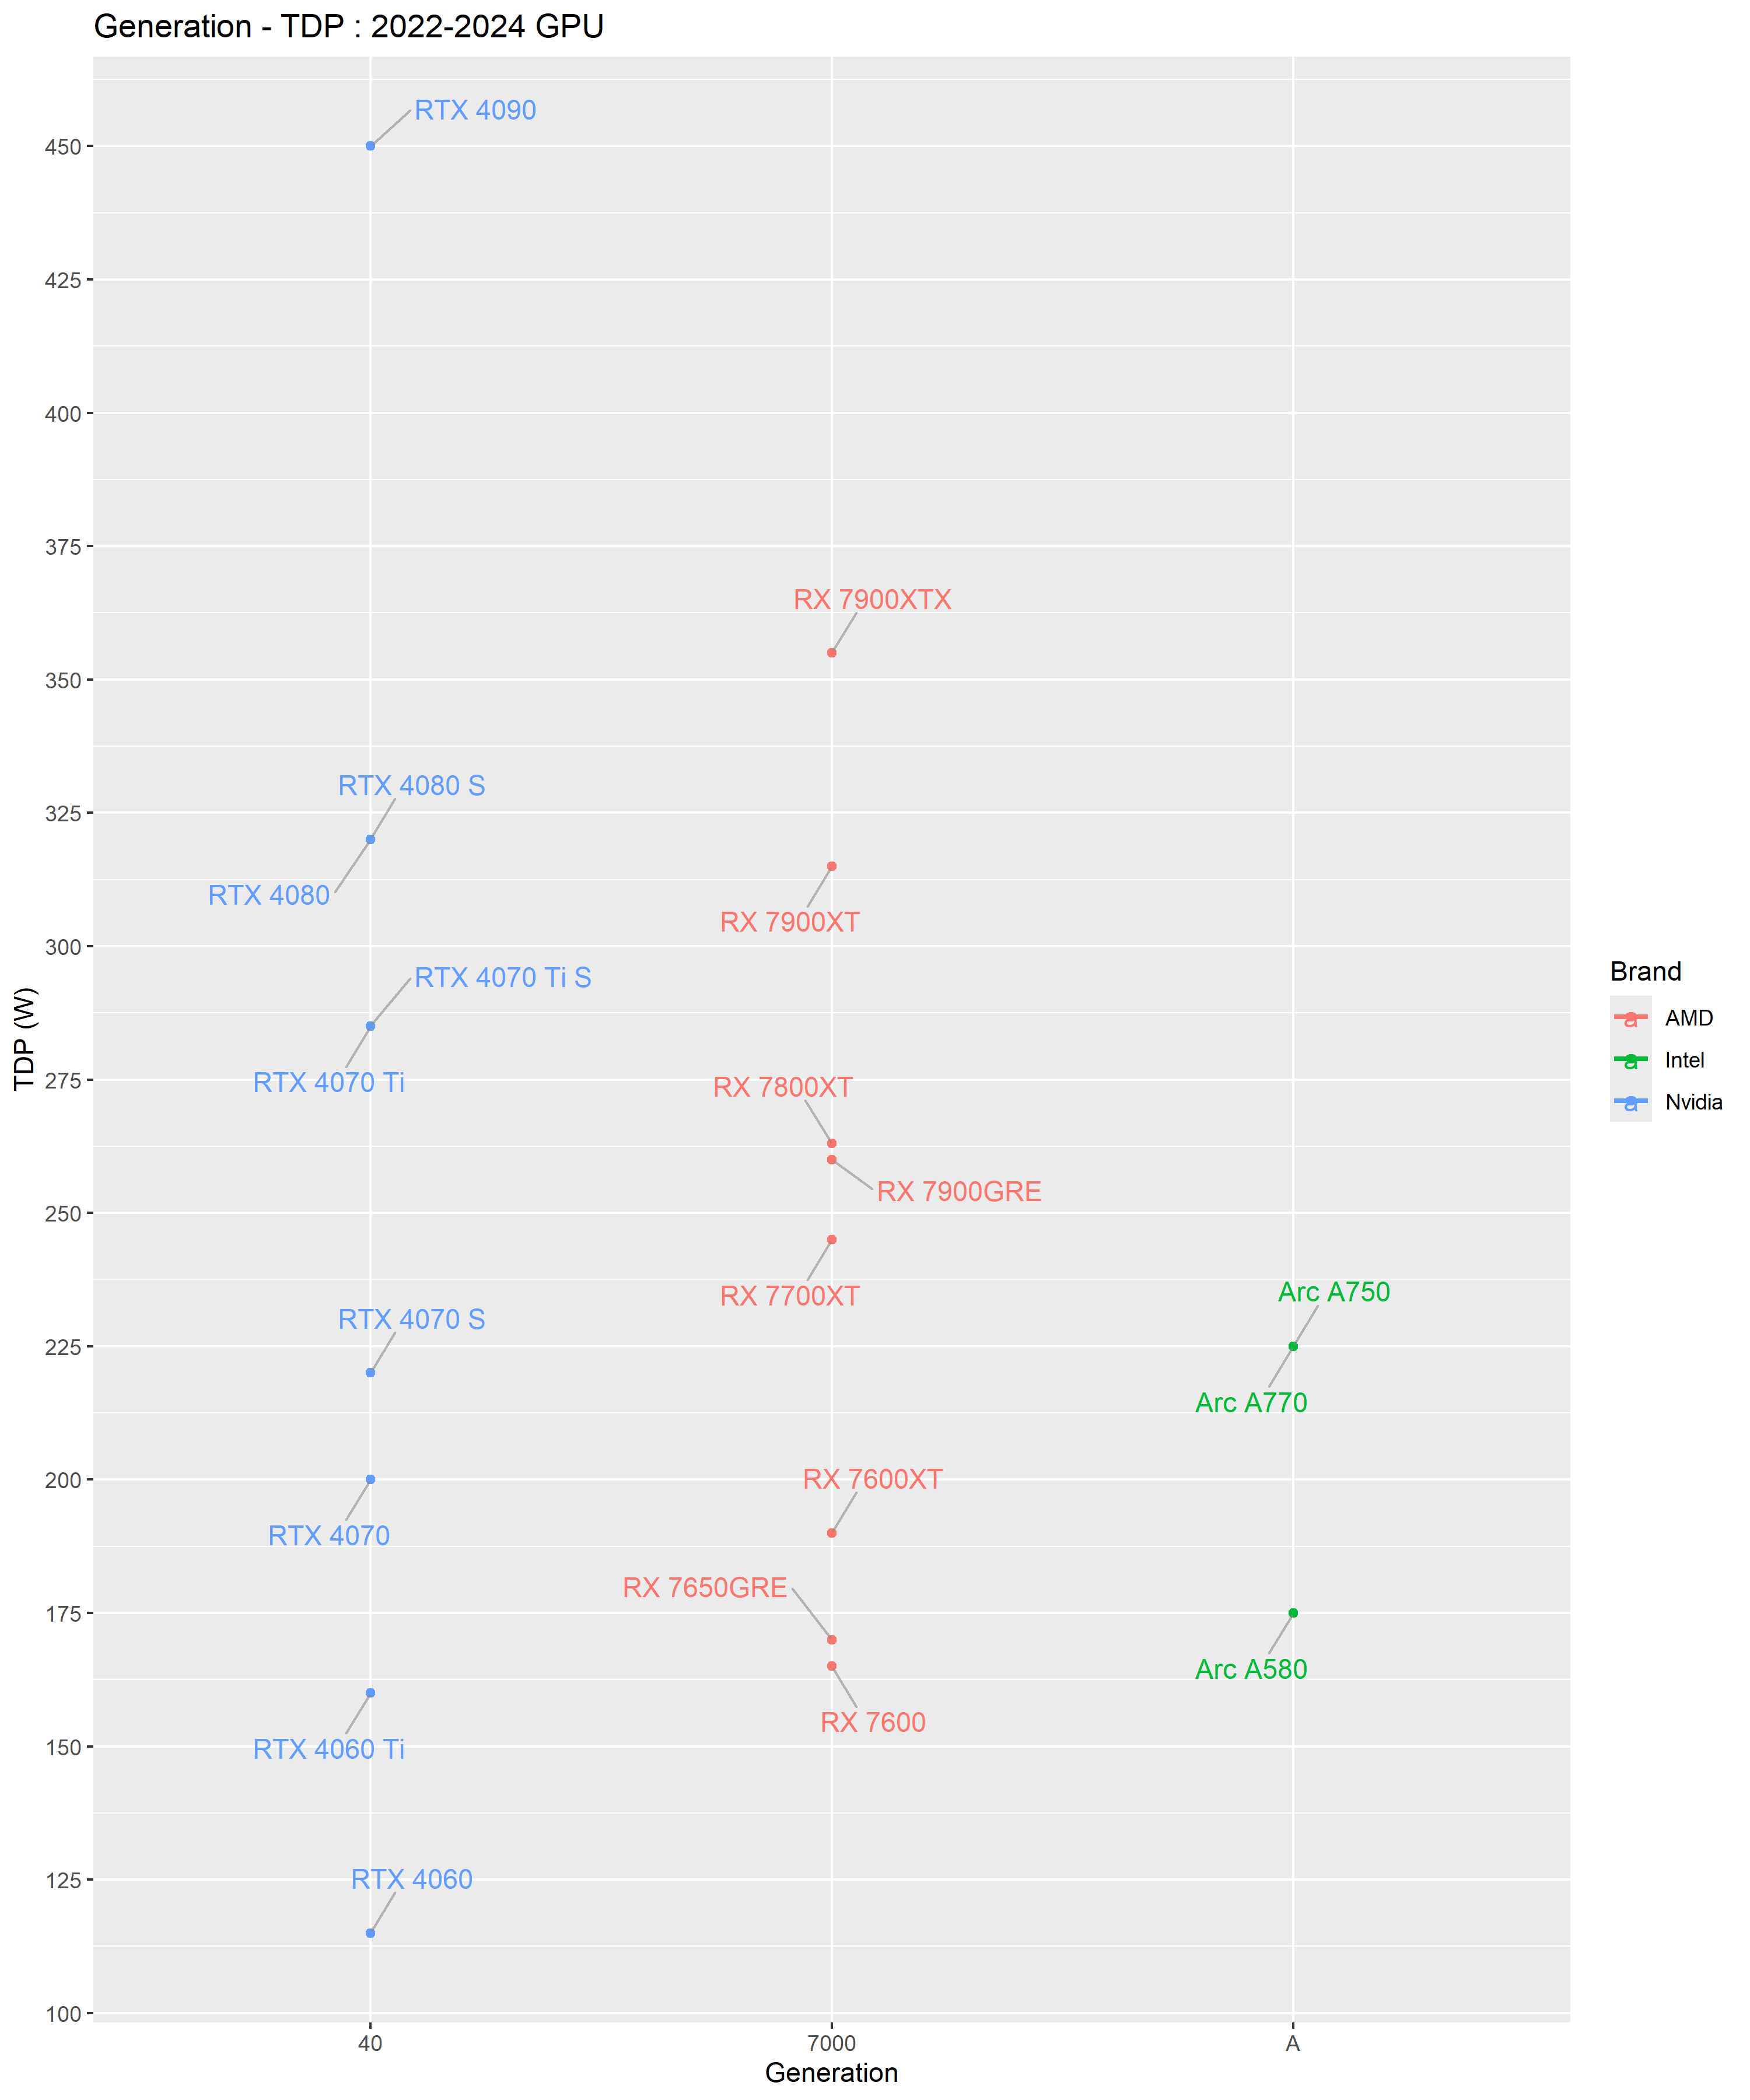 Generation - TDP : 2022-2024 GPU
RTX 4090
450
425
400
375
RX 7900XTX
350
RTX 4080 S
325
RTX 4080
RX 7900XT
300
RTX 4070 Ti S
TDP (W)
RTX 4070 Ti
275
RX 7800XT
RX 7900GRE
250
RX 7700XT
Arc A750
RTX 4070 S
225
Arc A770
RX 7600XT
200
RTX 4070
RX 7650GRE
175
Arc A580
RX 7600
RTX 4060 Ti
150
RTX 4060
125
100
40 7000 A
Generation
Brand
a AMD
a Intel
a Nvidia